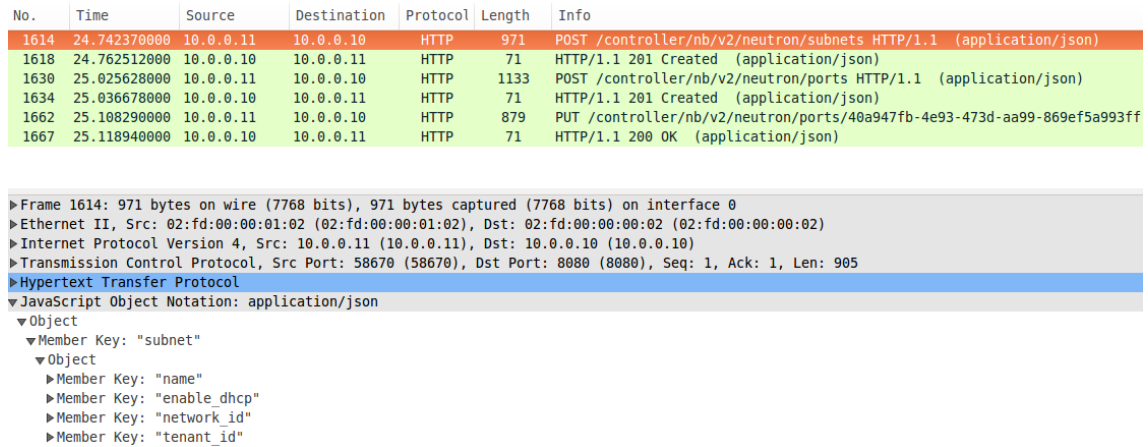 No. Time Source Destination Protocol Length Info
1614 24.742370000 10.0.0.11 10.0.0.10 HTTP 971 POST /controller/nb/v2/neutron/subnets HTTP/1.1 (application/json)
1618 24.762512000 10.0.0.10 10.0.0.11 HTTP 71 HTTP/1.1 201 Created (application/json)
1630 25.025628000 10.0.0.11 10.0.0.10 HTTP 1133 POST /controller/nb/v2/neutron/ports HTTP/1.1 (application/json)
1634 25.036678000 10.0.0.10 10.0.0.11 HTTP 71 HTTP/1.1 201 Created (application/json)
1662 25.108290000 10.0.0.11 10.0.0.10 HTTP 879 PUT /controller/nb/v2/neutron/ports/40a947fb-4e93-473d-aa99-869ef5a993ff
1667 25.118940000 10.0.0.10 10.0.0.11 HTTP 71 HTTP/1.1 200 OK (application/json)
Frame 1614: 971 bytes on wire (7768 bits), 971 bytes captured (7768 bits) on interface 0
Ethernet II, Src: 02:fd:00:00:01:02 (02:fd:00:00:01:02), Dst: 02:fd:00:00:00:02 (02:fd:00:00:00:02)
Internet Protocol Version 4, Src: 10.0.0.11 (10.0.0.11), Dst: 10.0.0.10 (10.0.0.10)
Transmission Control Protocol, Src Port: 58670 (58670), Dst Port: 8080 (8080), Seq: 1, Ack: 1, Len: 905
Hypertext Transfer Protocol
JavaScript Object Notation: application/json
Object
Member Key: "subnet"
Object
Member Key: "name"
Member Key: "enable_dhcp"
Member Key: "network_id"
Member Key: "tenant_id"